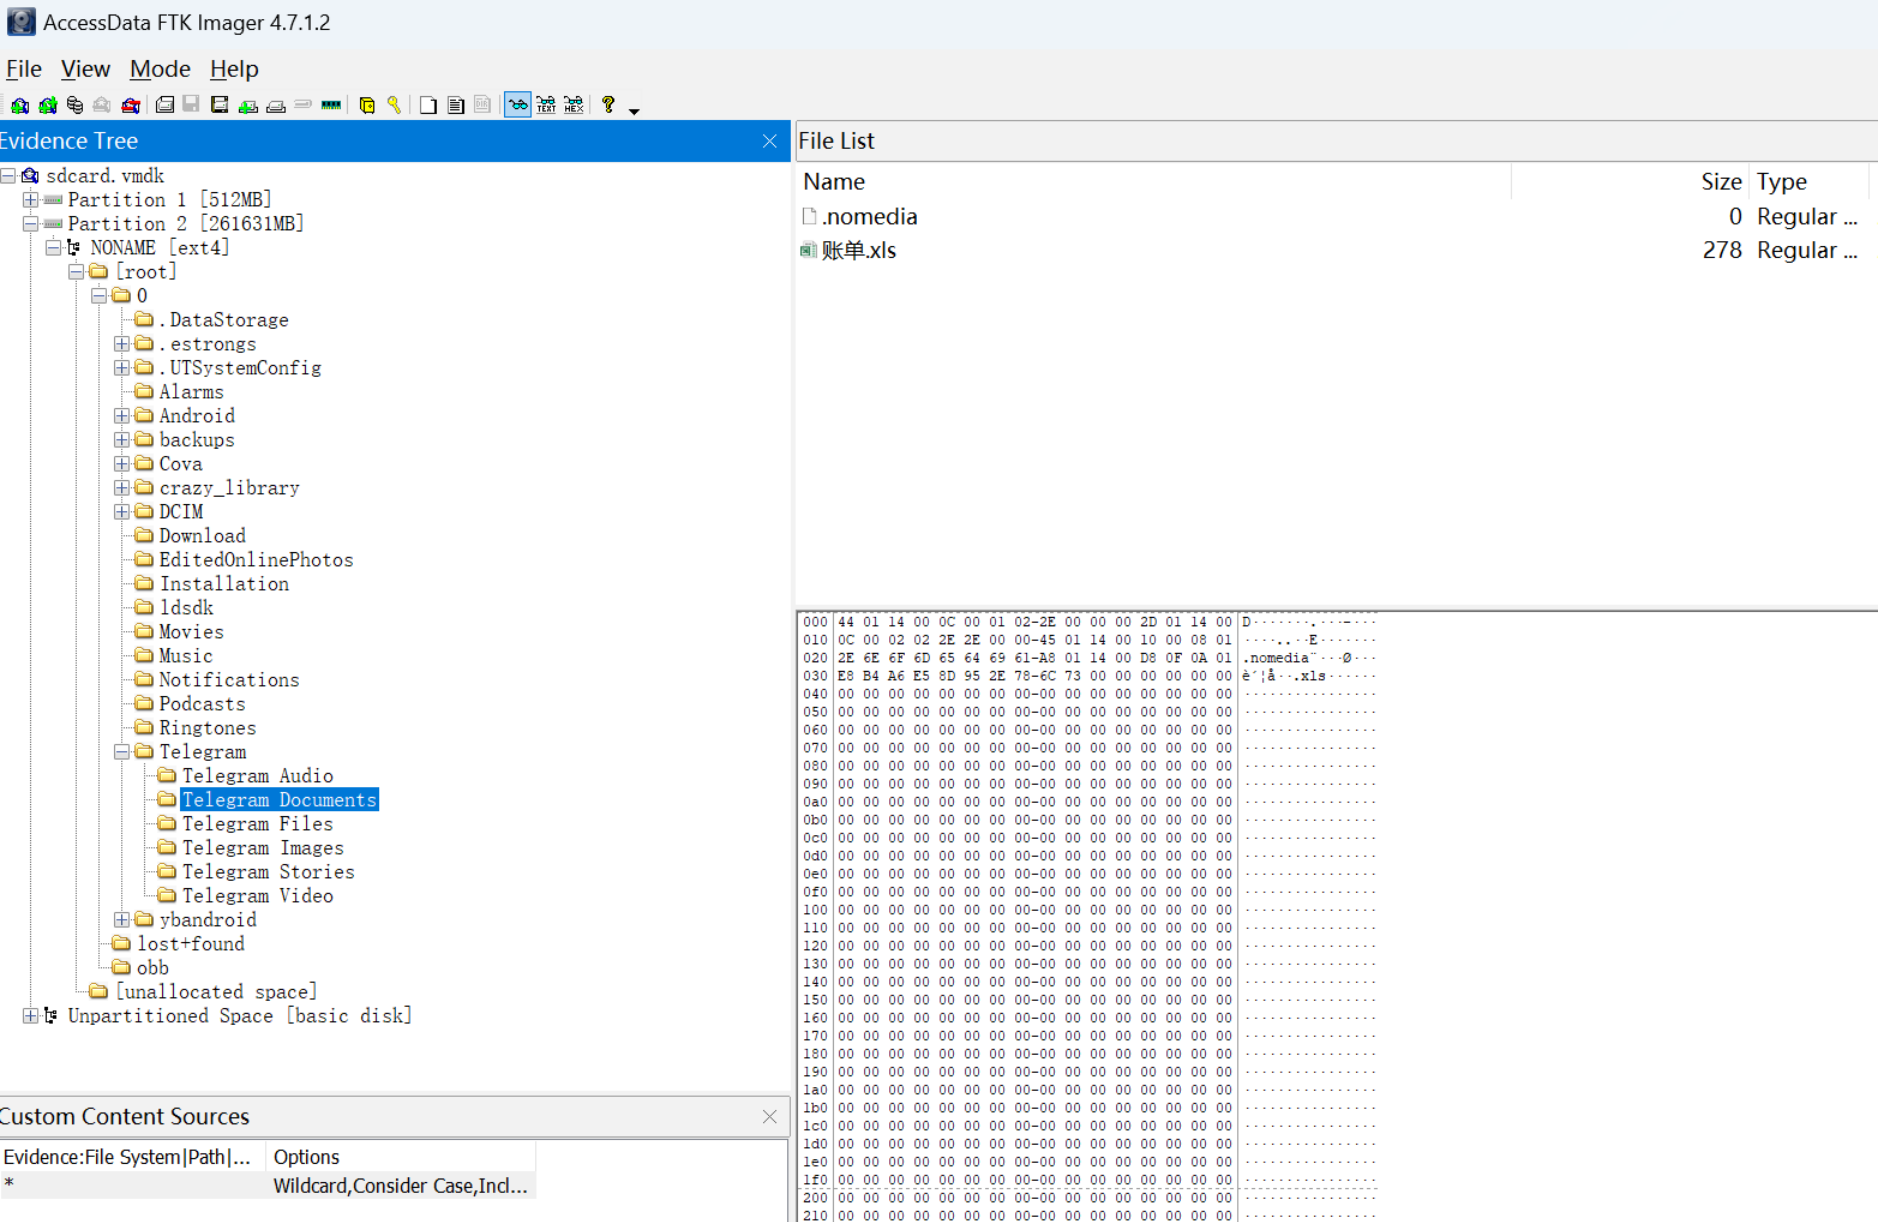 AccessData FTK Imager 4.7.1.2
File View Mode Help
Evidence Tree
sdcard.vmdk
Partition 1 [512MB]
Partition 2 [261631MB]
NONAME [ext4]
[root]
0
.DataStorage
.estrongs
.UTSystemConfig
Alarms
Android
backups
Cova
crazy_library
DCIM
Download
EditedOnlinePhotos
Installation
ldsdk
Movies
Music
Notifications
Podcasts
Ringtones
Telegram
Telegram Audio
Telegram Documents
Telegram Files
Telegram Images
Telegram Stories
Telegram Video
ybandroid
lost+found
obb
[unallocated space]
Unpartitioned Space [basic disk]
Custom Content Sources
Evidence:File System|Path|... Options
* Wildcard,Consider Case,Incl...
File List
Name Size Type
.nomedia 0 Regular ...
账单.xls 278 Regular ...
000 44 01 14 00 0C 00 01 02-2E 00 00 00 2D 01 14 00 D·······.···-···
010 0C 00 02 02 2E 2E 00 00-45 01 14 00 10 00 08 01 ····..··E·······
020 2E 6E 6F 6D 65 64 69 61-A8 01 14 00 D8 0F 0A 01 .nomedia¨···Ø···
030 E8 B4 A6 E5 8D 95 2E 78-6C 73 00 00 00 00 00 00 è´¦å··.xls······
040 00 00 00 00 00 00 00 00-00 00 00 00 00 00 00 00 ················
050 00 00 00 00 00 00 00 00-00 00 00 00 00 00 00 00 ················
060 00 00 00 00 00 00 00 00-00 00 00 00 00 00 00 00 ················
070 00 00 00 00 00 00 00 00-00 00 00 00 00 00 00 00 ················
080 00 00 00 00 00 00 00 00-00 00 00 00 00 00 00 00 ················
090 00 00 00 00 00 00 00 00-00 00 00 00 00 00 00 00 ················
0a0 00 00 00 00 00 00 00 00-00 00 00 00 00 00 00 00 ················
0b0 00 00 00 00 00 00 00 00-00 00 00 00 00 00 00 00 ················
0c0 00 00 00 00 00 00 00 00-00 00 00 00 00 00 00 00 ················
0d0 00 00 00 00 00 00 00 00-00 00 00 00 00 00 00 00 ················
0e0 00 00 00 00 00 00 00 00-00 00 00 00 00 00 00 00 ················
0f0 00 00 00 00 00 00 00 00-00 00 00 00 00 00 00 00 ················
100 00 00 00 00 00 00 00 00-00 00 00 00 00 00 00 00 ················
110 00 00 00 00 00 00 00 00-00 00 00 00 00 00 00 00 ················
120 00 00 00 00 00 00 00 00-00 00 00 00 00 00 00 00 ················
130 00 00 00 00 00 00 00 00-00 00 00 00 00 00 00 00 ················
140 00 00 00 00 00 00 00 00-00 00 00 00 00 00 00 00 ················
150 00 00 00 00 00 00 00 00-00 00 00 00 00 00 00 00 ················
160 00 00 00 00 00 00 00 00-00 00 00 00 00 00 00 00 ················
170 00 00 00 00 00 00 00 00-00 00 00 00 00 00 00 00 ················
180 00 00 00 00 00 00 00 00-00 00 00 00 00 00 00 00 ················
190 00 00 00 00 00 00 00 00-00 00 00 00 00 00 00 00 ················
1a0 00 00 00 00 00 00 00 00-00 00 00 00 00 00 00 00 ················
1b0 00 00 00 00 00 00 00 00-00 00 00 00 00 00 00 00 ················
1c0 00 00 00 00 00 00 00 00-00 00 00 00 00 00 00 00 ················
1d0 00 00 00 00 00 00 00 00-00 00 00 00 00 00 00 00 ················
1e0 00 00 00 00 00 00 00 00-00 00 00 00 00 00 00 00 ················
1f0 00 00 00 00 00 00 00 00-00 00 00 00 00 00 00 00 ················
200 00 00 00 00 00 00 00 00-00 00 00 00 00 00 00 00 ················
210 00 00 00 00 00 00 00 00-00 00 00 00 00 00 00 00 ················